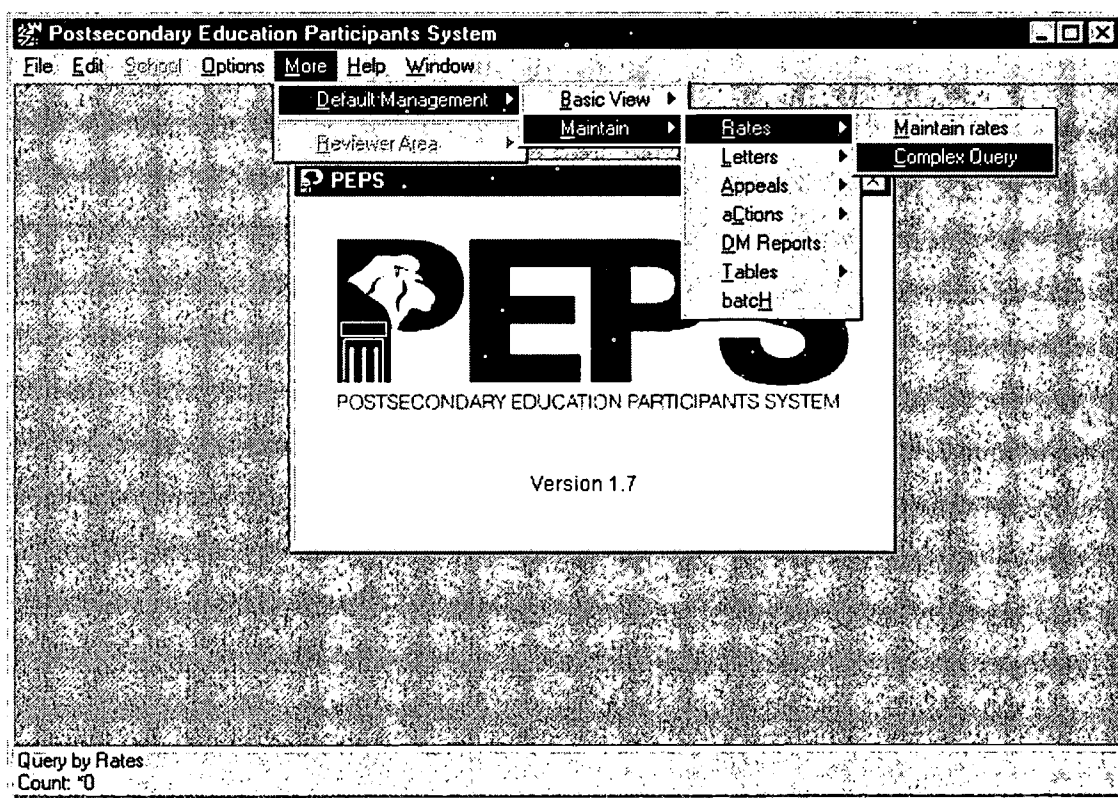 Postsecondary Education Participants System
File Edit School Options More Help Window
Default Management
Reviewer Area
Basic View
Maintain
Rates
Letters
Appeals
aCtions
DM Reports
Tables
batcH
Maintain rates
Complex Query
PEPS
PEPS
POSTSECONDARY EDUCATION PARTICIPANTS SYSTEM
Version 1.7
Query by Rates
Count: *0